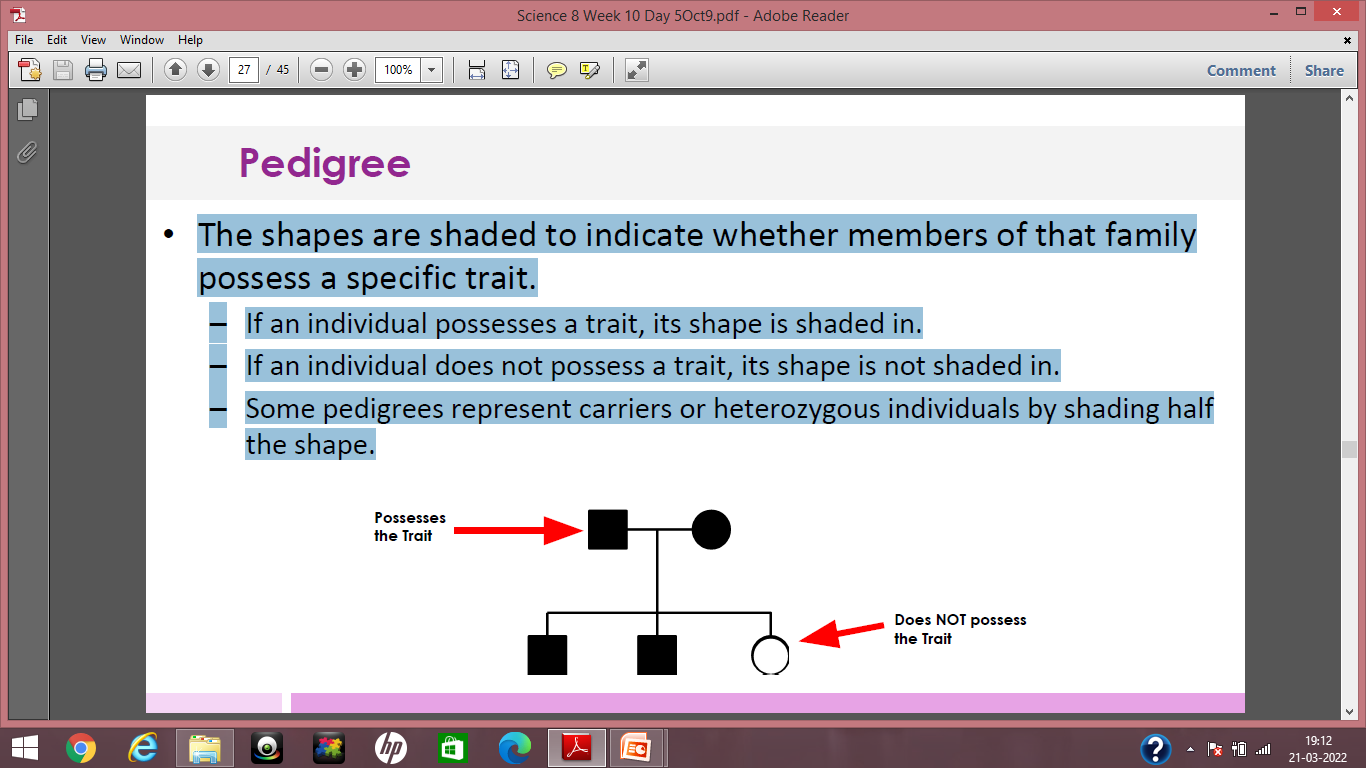 Science 8 Week 10 Day 5Oct9.pdf - Adobe Reader
File Edit View Window Help
27 / 45 100% Comment Share
Pedigree
• The shapes are shaded to indicate whether members of that family
possess a specific trait.
– If an individual possesses a trait, its shape is shaded in.
– If an individual does not possess a trait, its shape is not shaded in.
– Some pedigrees represent carriers or heterozygous individuals by shading half
the shape.
Possesses
the Trait
Does NOT possess
the Trait
19:12
21-03-2022